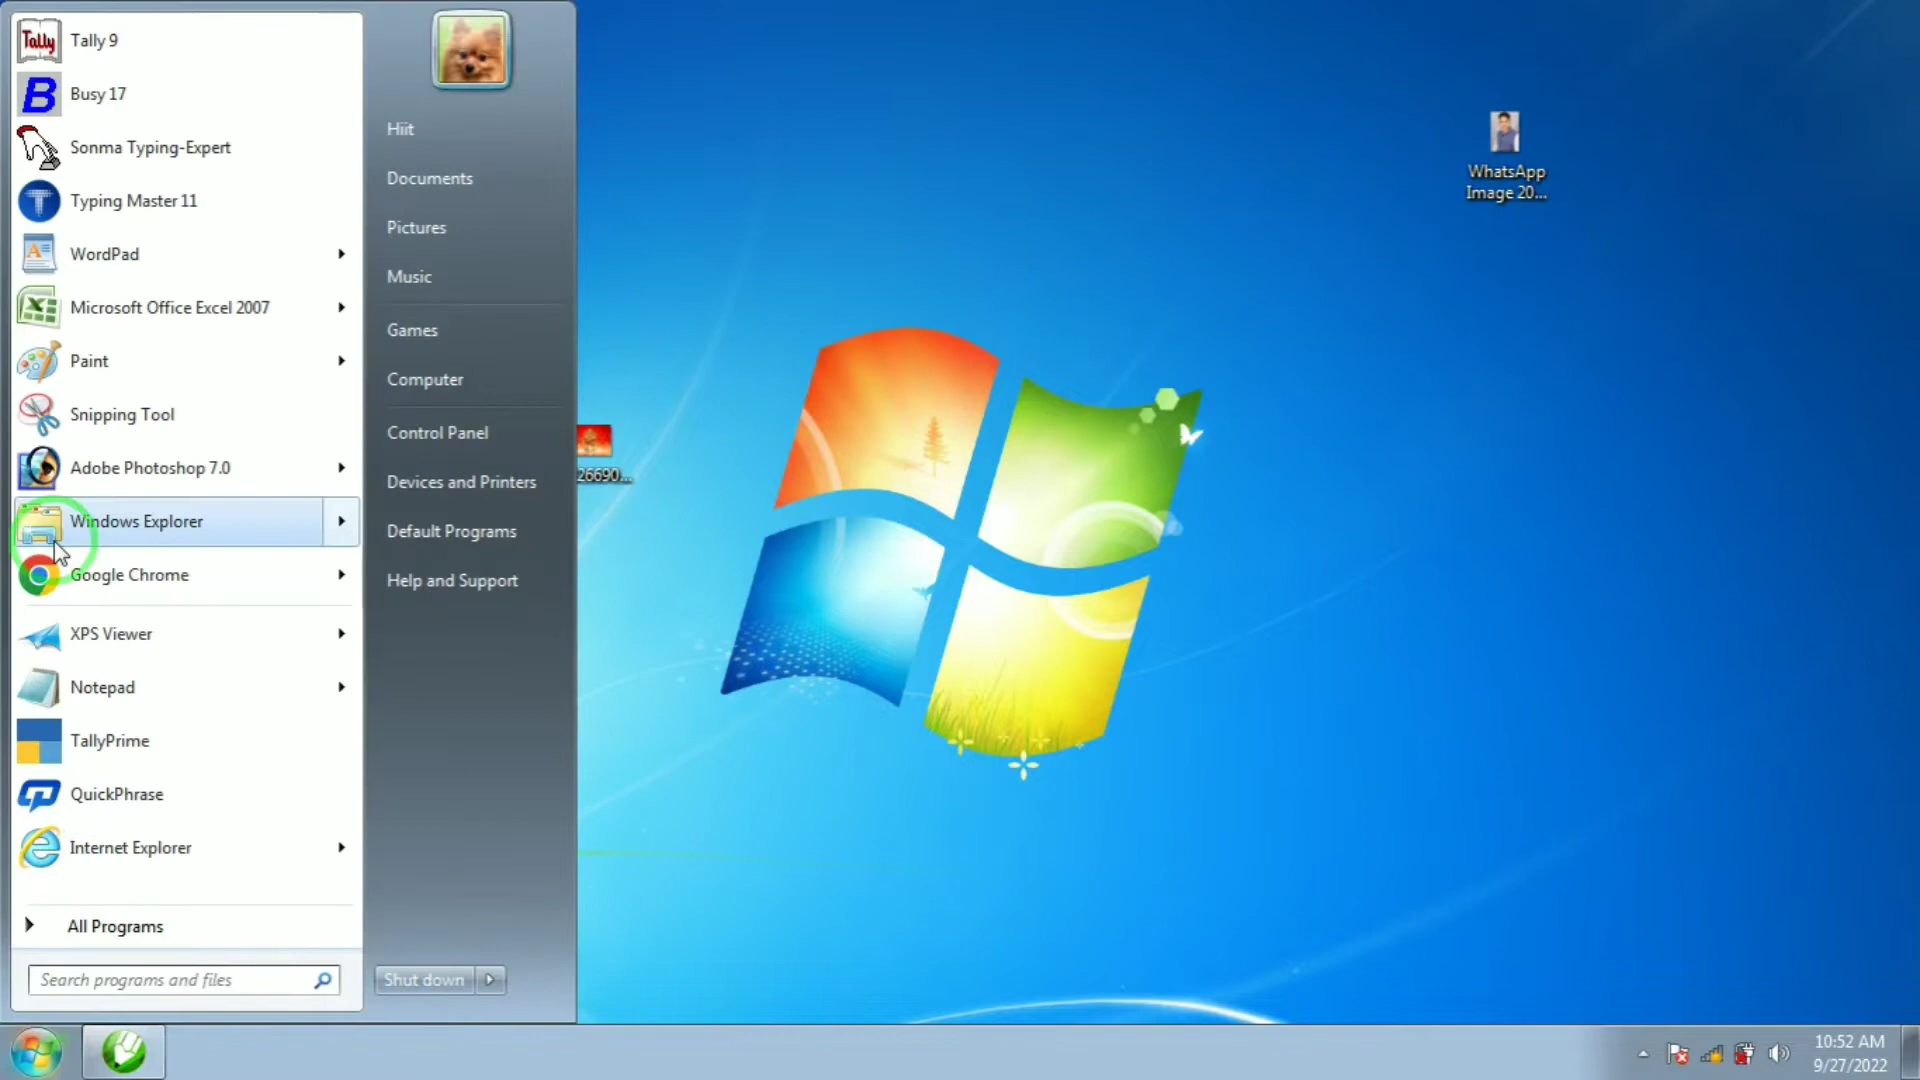 Tally
Tally 9
B
Busy 17
Sonma Typing-Expert
T
Typing Master 11
WordPad
Microsoft Office Excel 2007
Paint
Snipping Tool
Adobe Photoshop 7.0
Windows Explorer
Google Chrome
XPS Viewer
Notepad
TallyPrime
QuickPhrase
Internet Explorer
All Programs
Search programs and files
Hiit
Documents
Pictures
Music
Games
Computer
Control Panel
Devices and Printers
Default Programs
Help and Support
Shut down
26690...
WhatsApp
Image 20...
10:52 AM
9/27/2022